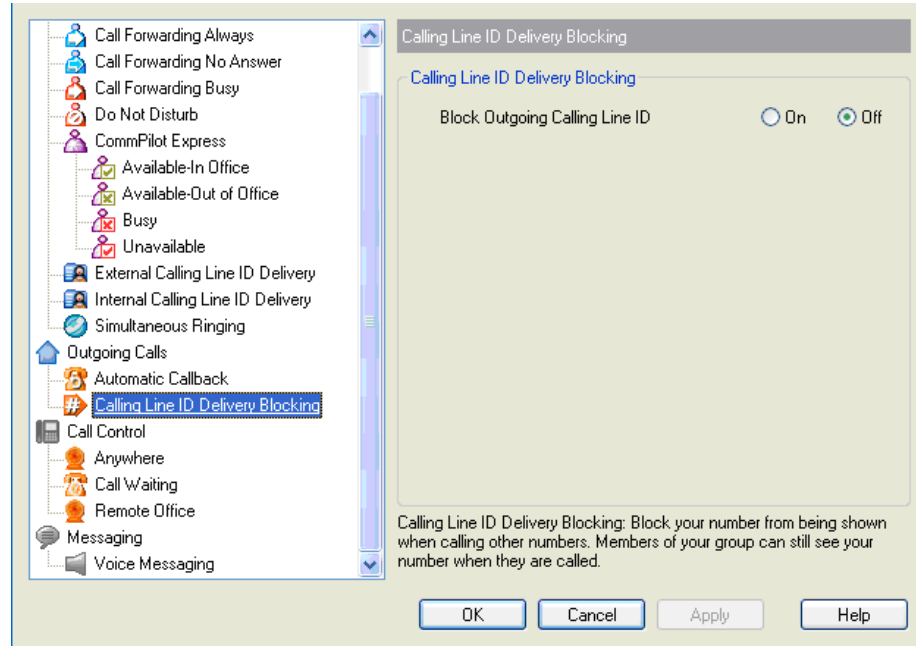 Call Forwarding Always
Call Forwarding No Answer
Call Forwarding Busy
Do Not Disturb
CommPilot Express
Available-In Office
Available-Out of Office
Busy
Unavailable
External Calling Line ID Delivery
Internal Calling Line ID Delivery
Simultaneous Ringing
Outgoing Calls
Automatic Callback
Calling Line ID Delivery Blocking
Call Control
Anywhere
Call Waiting
Remote Office
Messaging
Voice Messaging
Calling Line ID Delivery Blocking
Calling Line ID Delivery Blocking
Block Outgoing Calling Line ID On Off
Calling Line ID Delivery Blocking: Block your number from being shown
when calling other numbers. Members of your group can still see your
number when they are called.
OK Cancel Apply Help